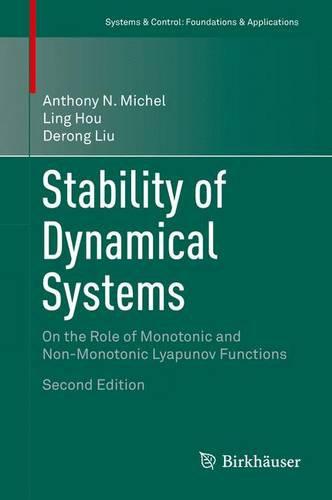 Systems & Control: Foundations & Applications
Anthony N. Michel
Ling Hou
Derong Liu
Stability of
Dynamical
Systems
On the Role of Monotonic and
Non-Monotonic Lyapunov Functions
Second Edition
Birkhäuser